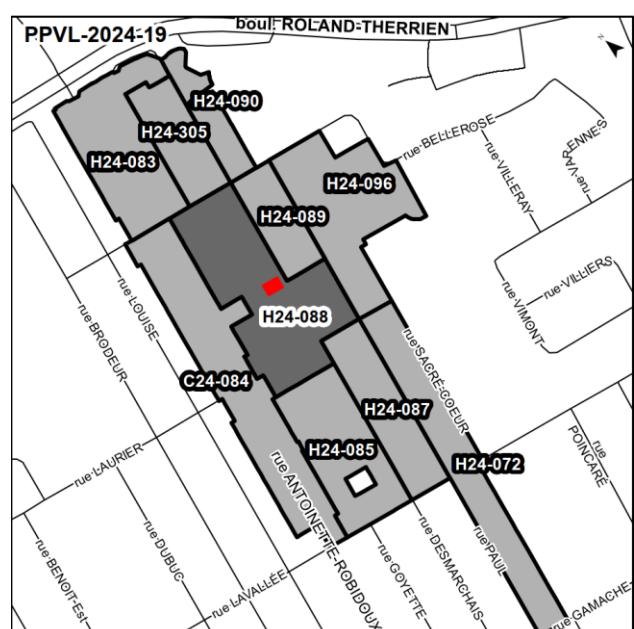 PPVL-2024-19
boul. ROLAND-THERRIEN
N
H24-090
H24-305
H24-083
rue BELLEROSE
rue VARENNES
H24-096
rue VILLERAY
H24-089
rue VILLIERS
H24-088
rue VIMONT
rue LOUISE
rue BRODEUR
C24-084
rue SACRÉ-COEUR
H24-087
rue POINCARÉ
H24-085
H24-072
rue LAURIER
rue ANTOINETTE-ROBIDOUX
rue DUBUC
rue BENOIT-Est
rue LAVALLÉE
rue GOYETTE
rue DESMARCHAIS
rue PAUL
rue GAMACHE